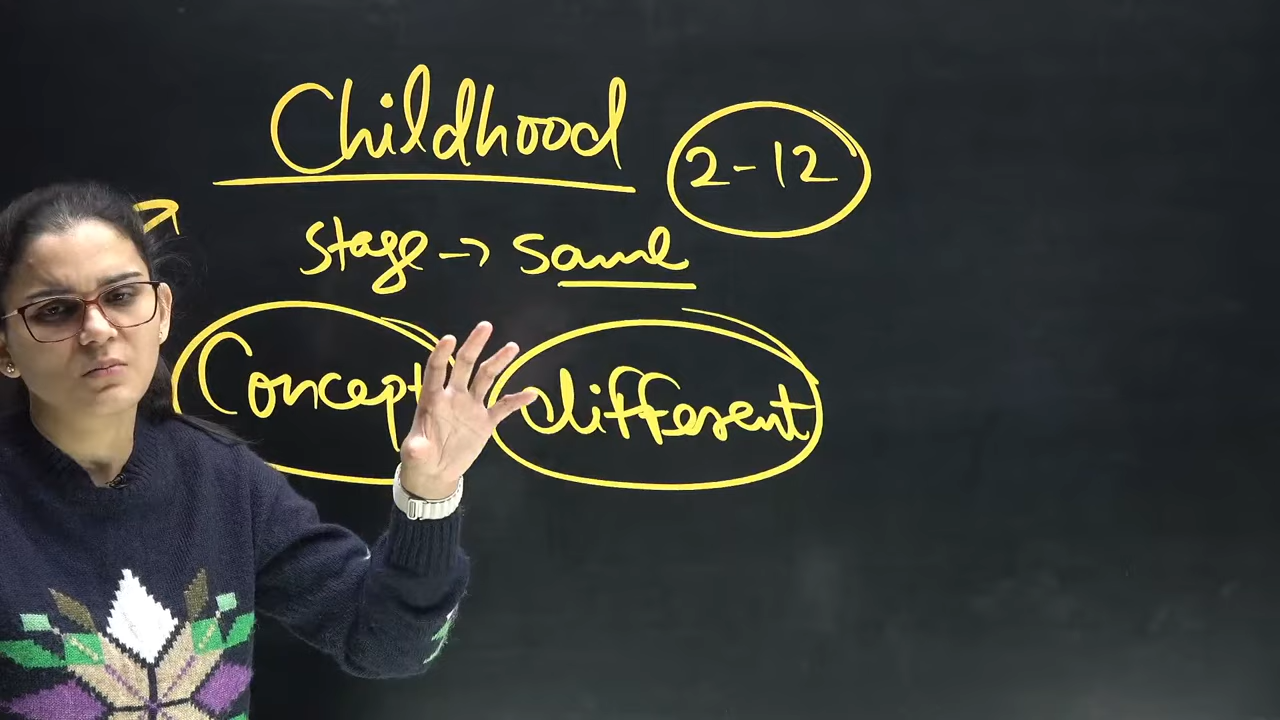 Childhood 2-12
Stage → same
Concept different